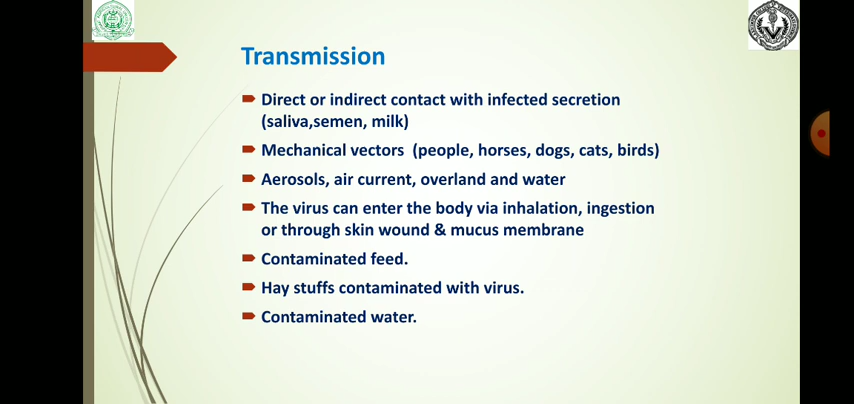 Transmission
Direct or indirect contact with infected secretion
(saliva,semen, milk)
Mechanical vectors (people, horses, dogs, cats, birds)
Aerosols, air current, overland and water
The virus can enter the body via inhalation, ingestion
or through skin wound & mucus membrane
Contaminated feed.
Hay stuffs contaminated with virus.
Contaminated water.